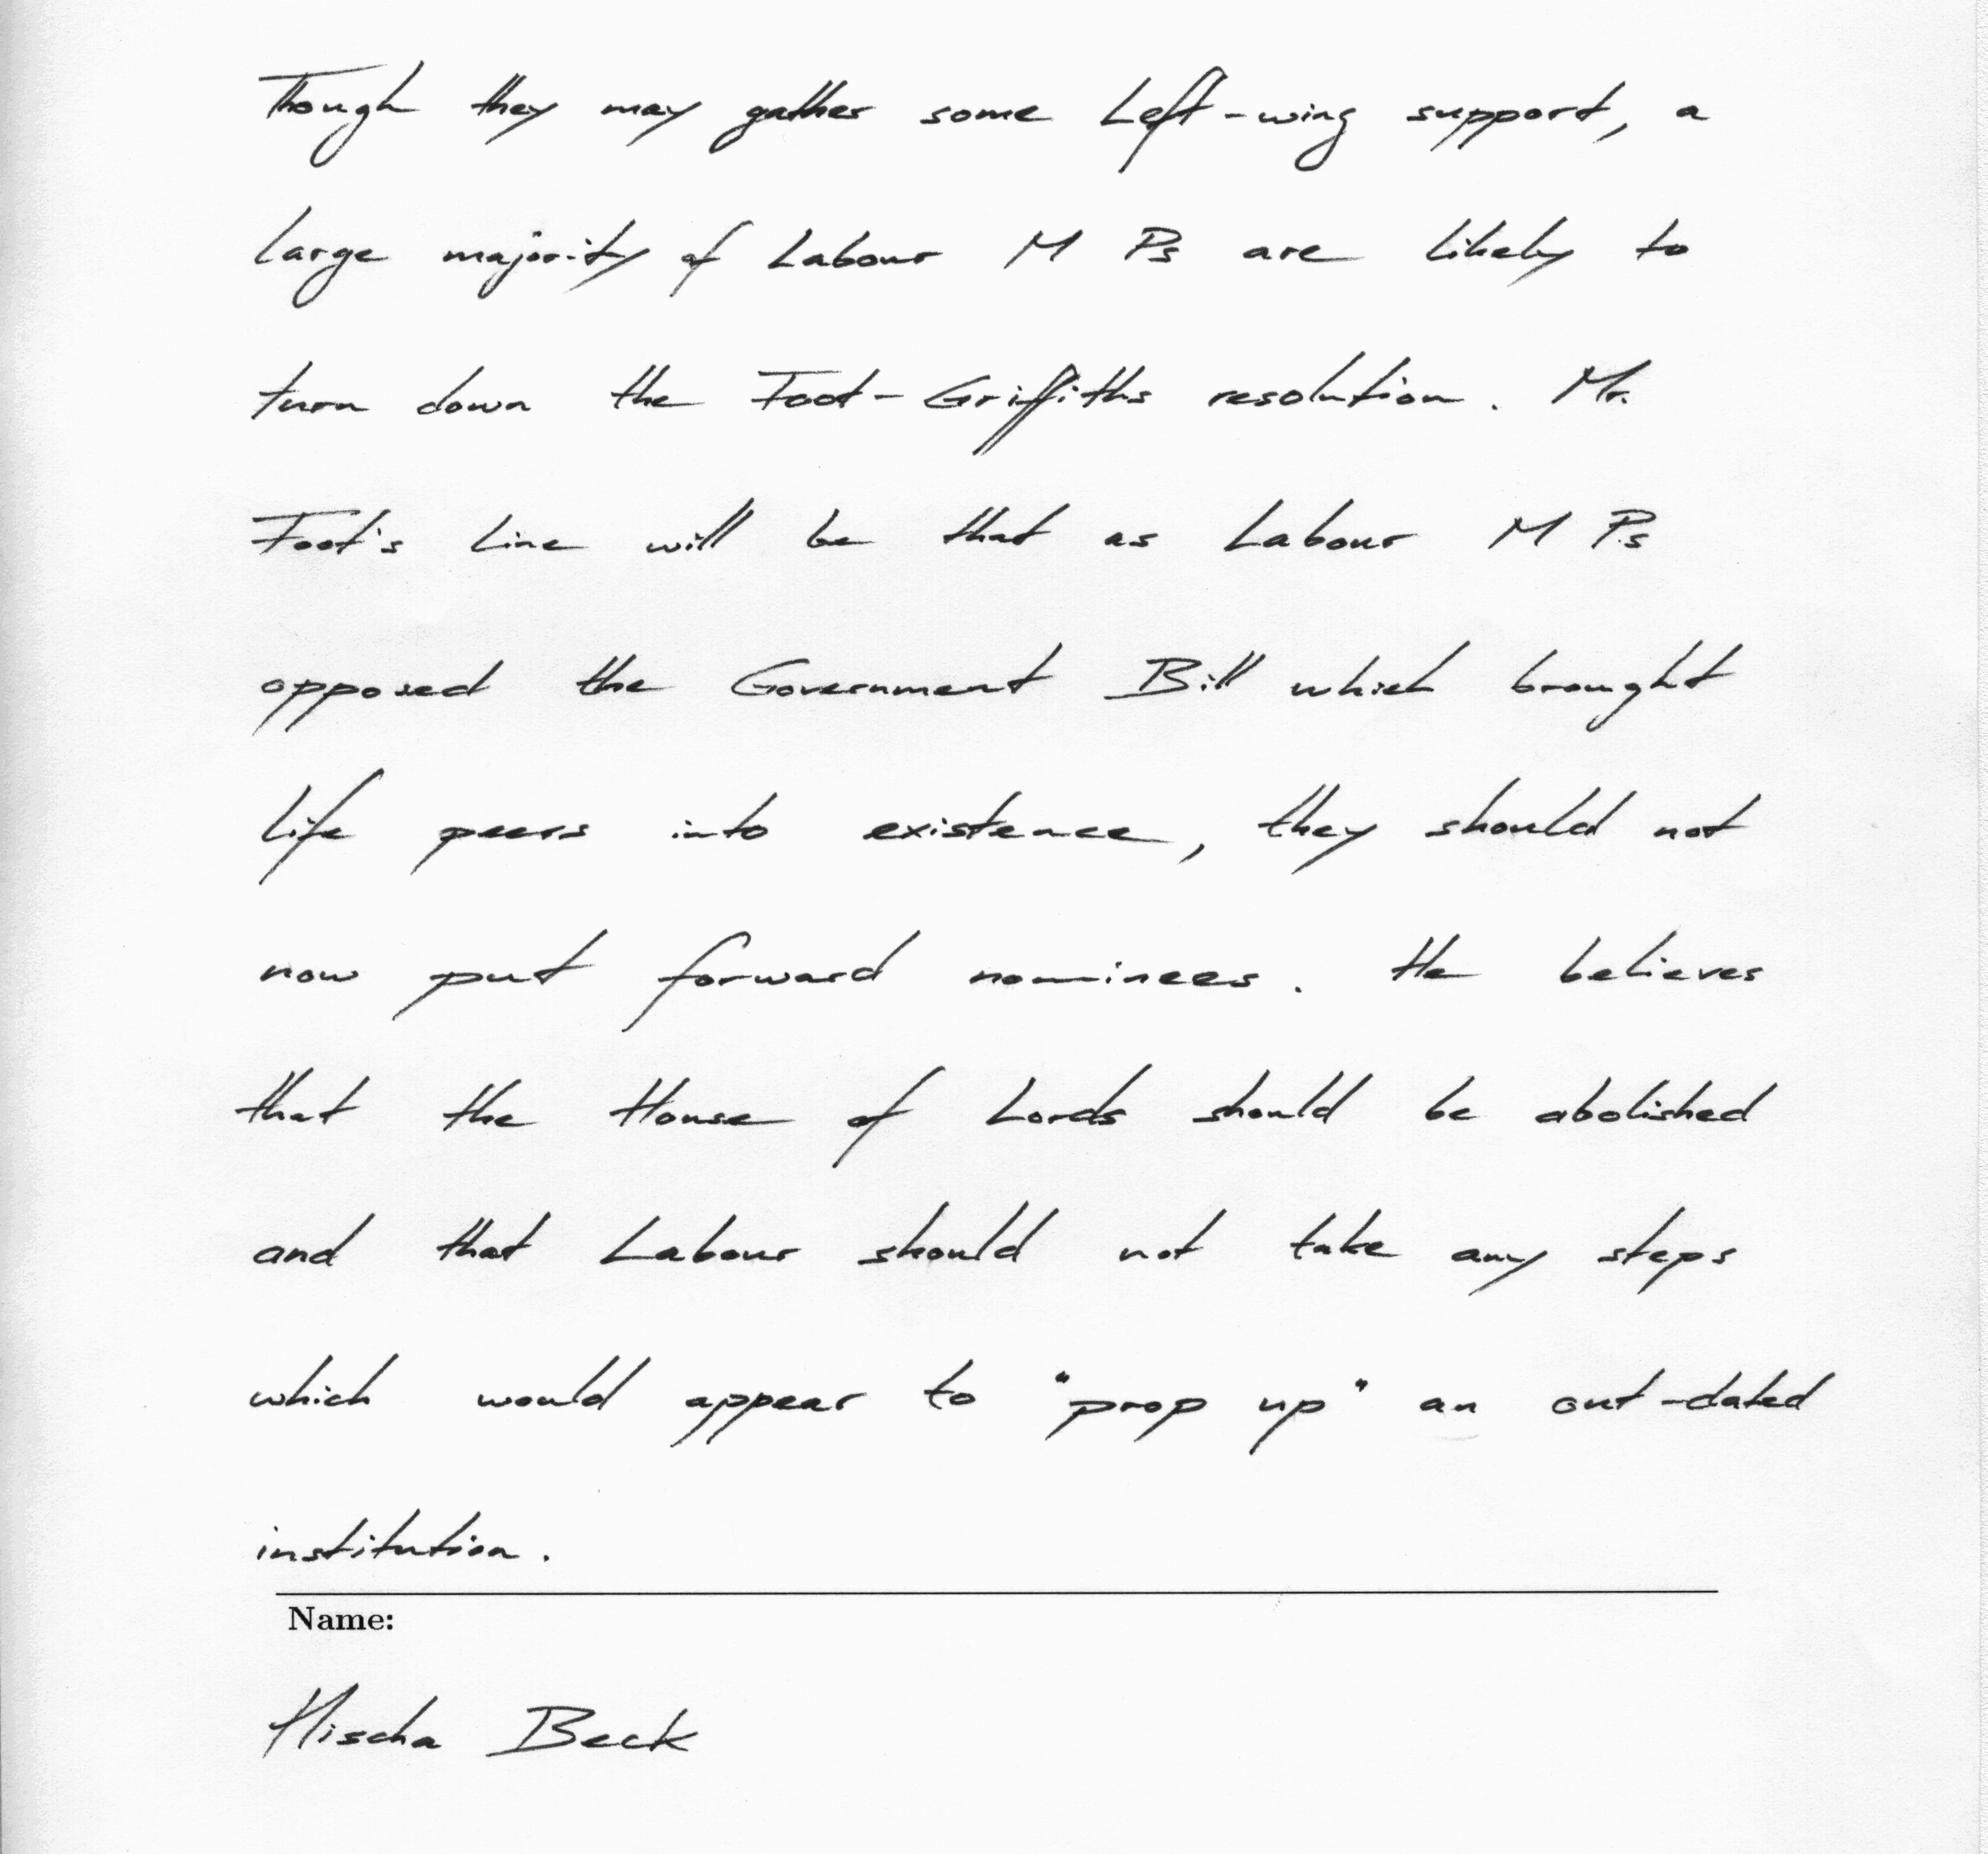 Though they may gather some Left-wing support, a
large majority of Labour M Ps are likely to
turn down the Foot-Griffiths resolution. Mr.
Foot's line will be that as Labour M Ps
opposed the Government Bill which brought
life peers into existence, they should not
now put forward nominees. He believes
that the House of Lords should be abolished
and that Labour should not take any steps
which would appear to "prop up" an out-dated
institution.
Name:
Mischa Beck